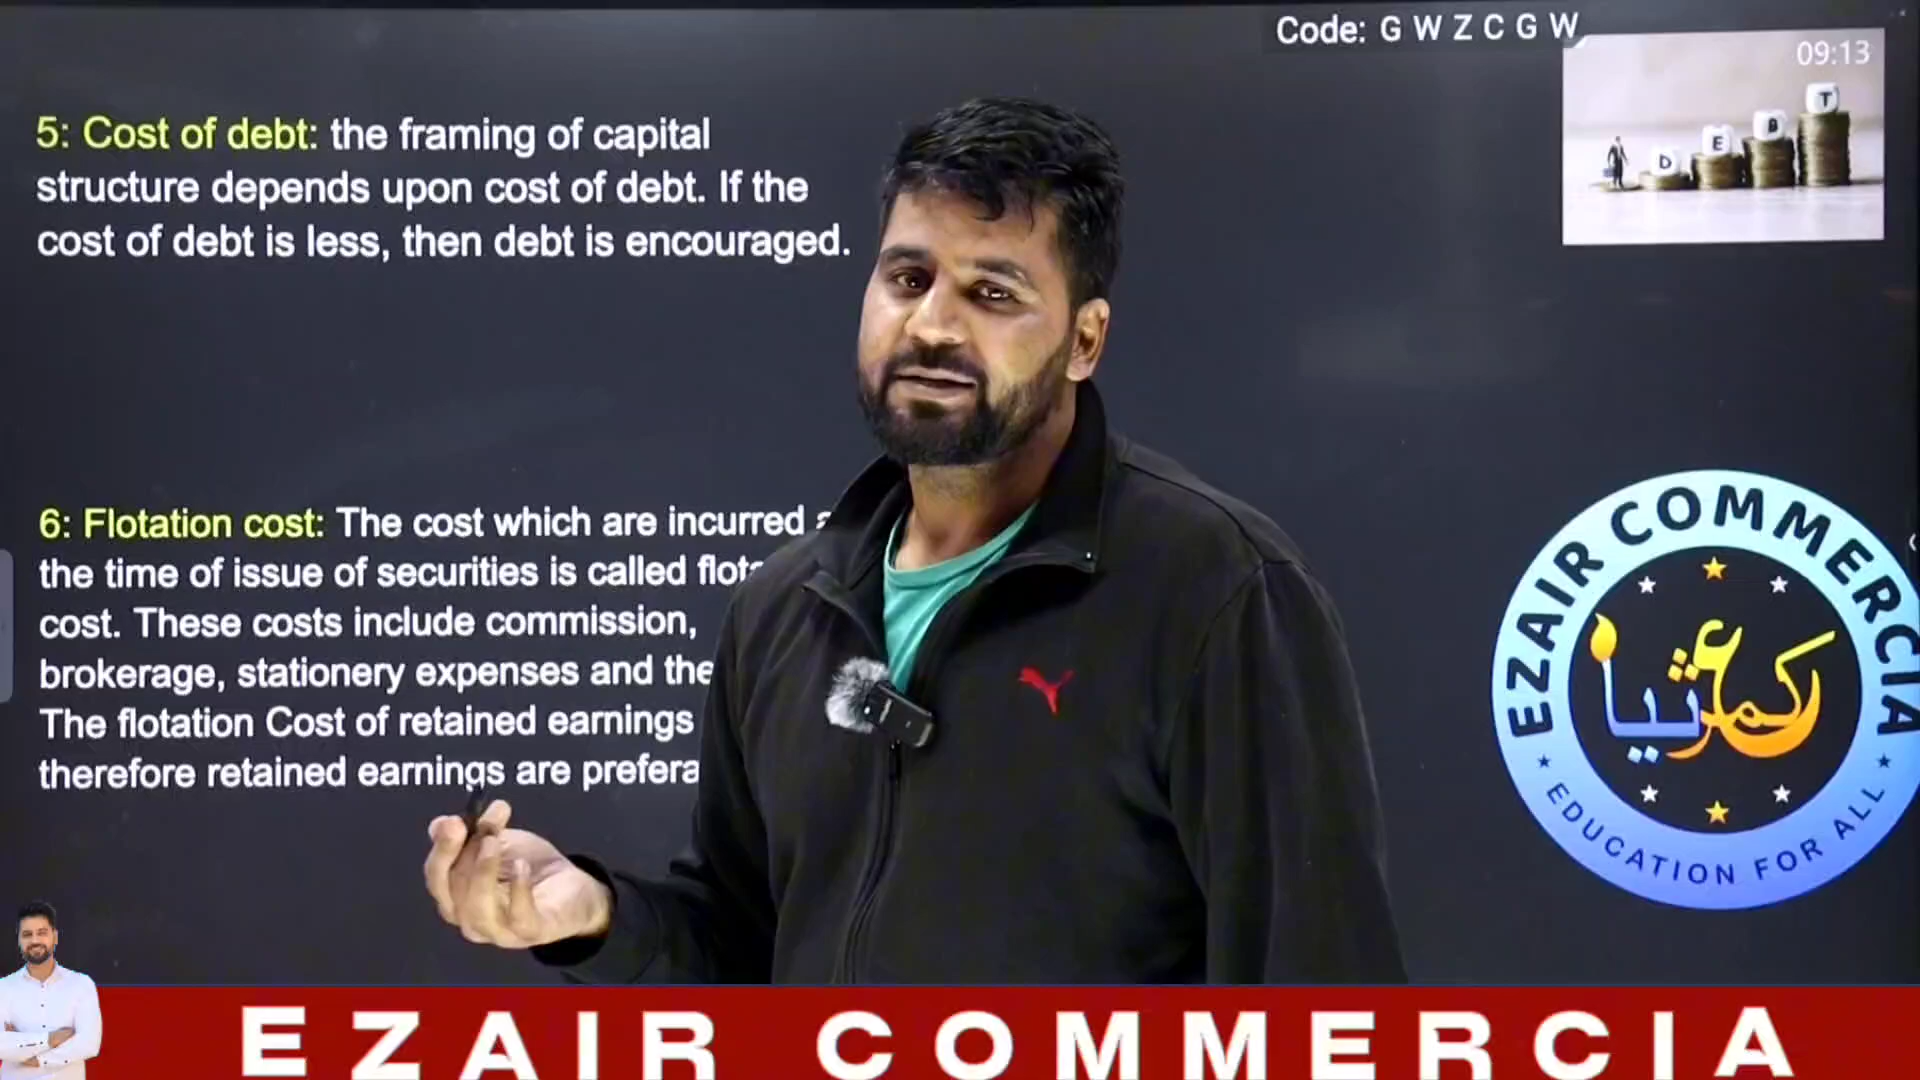 Code: G W Z C G W
09:13
D E B T
5: Cost of debt: the framing of capital
structure depends upon cost of debt. If the
cost of debt is less, then debt is encouraged.
6: Flotation cost: The cost which are incurred
the time of issue of securities is called
cost. These costs include commission,
brokerage, stationery expenses and the
The flotation Cost of retained earnings
therefore retained earnings are
EZAIR COMMERCIA
كمرثیا
EDUCATION FOR ALL
EZAIR COMMERCIA